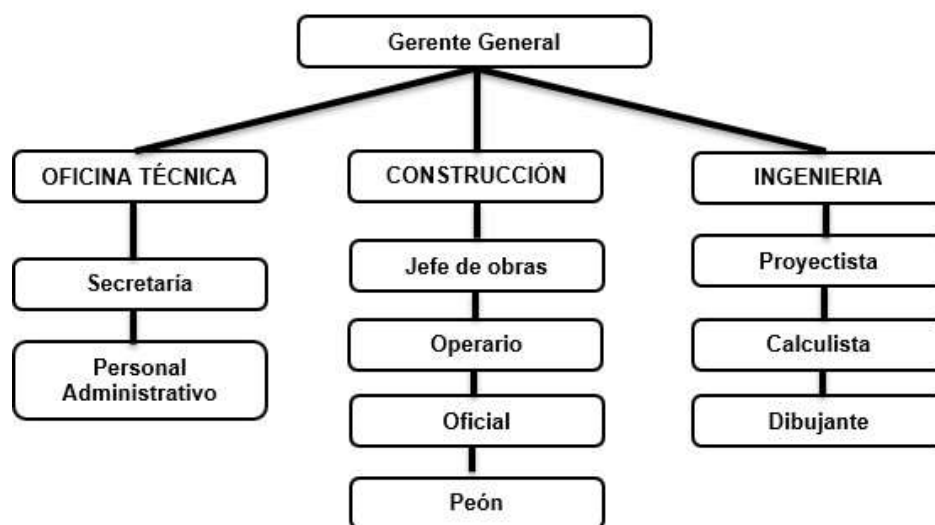 Gerente General
OFICINA TÉCNICA
CONSTRUCCIÓN
INGENIERIA
Secretaría
Jefe de obras
Proyectista
Personal
Administrativo
Operario
Calculista
Oficial
Dibujante
Peón